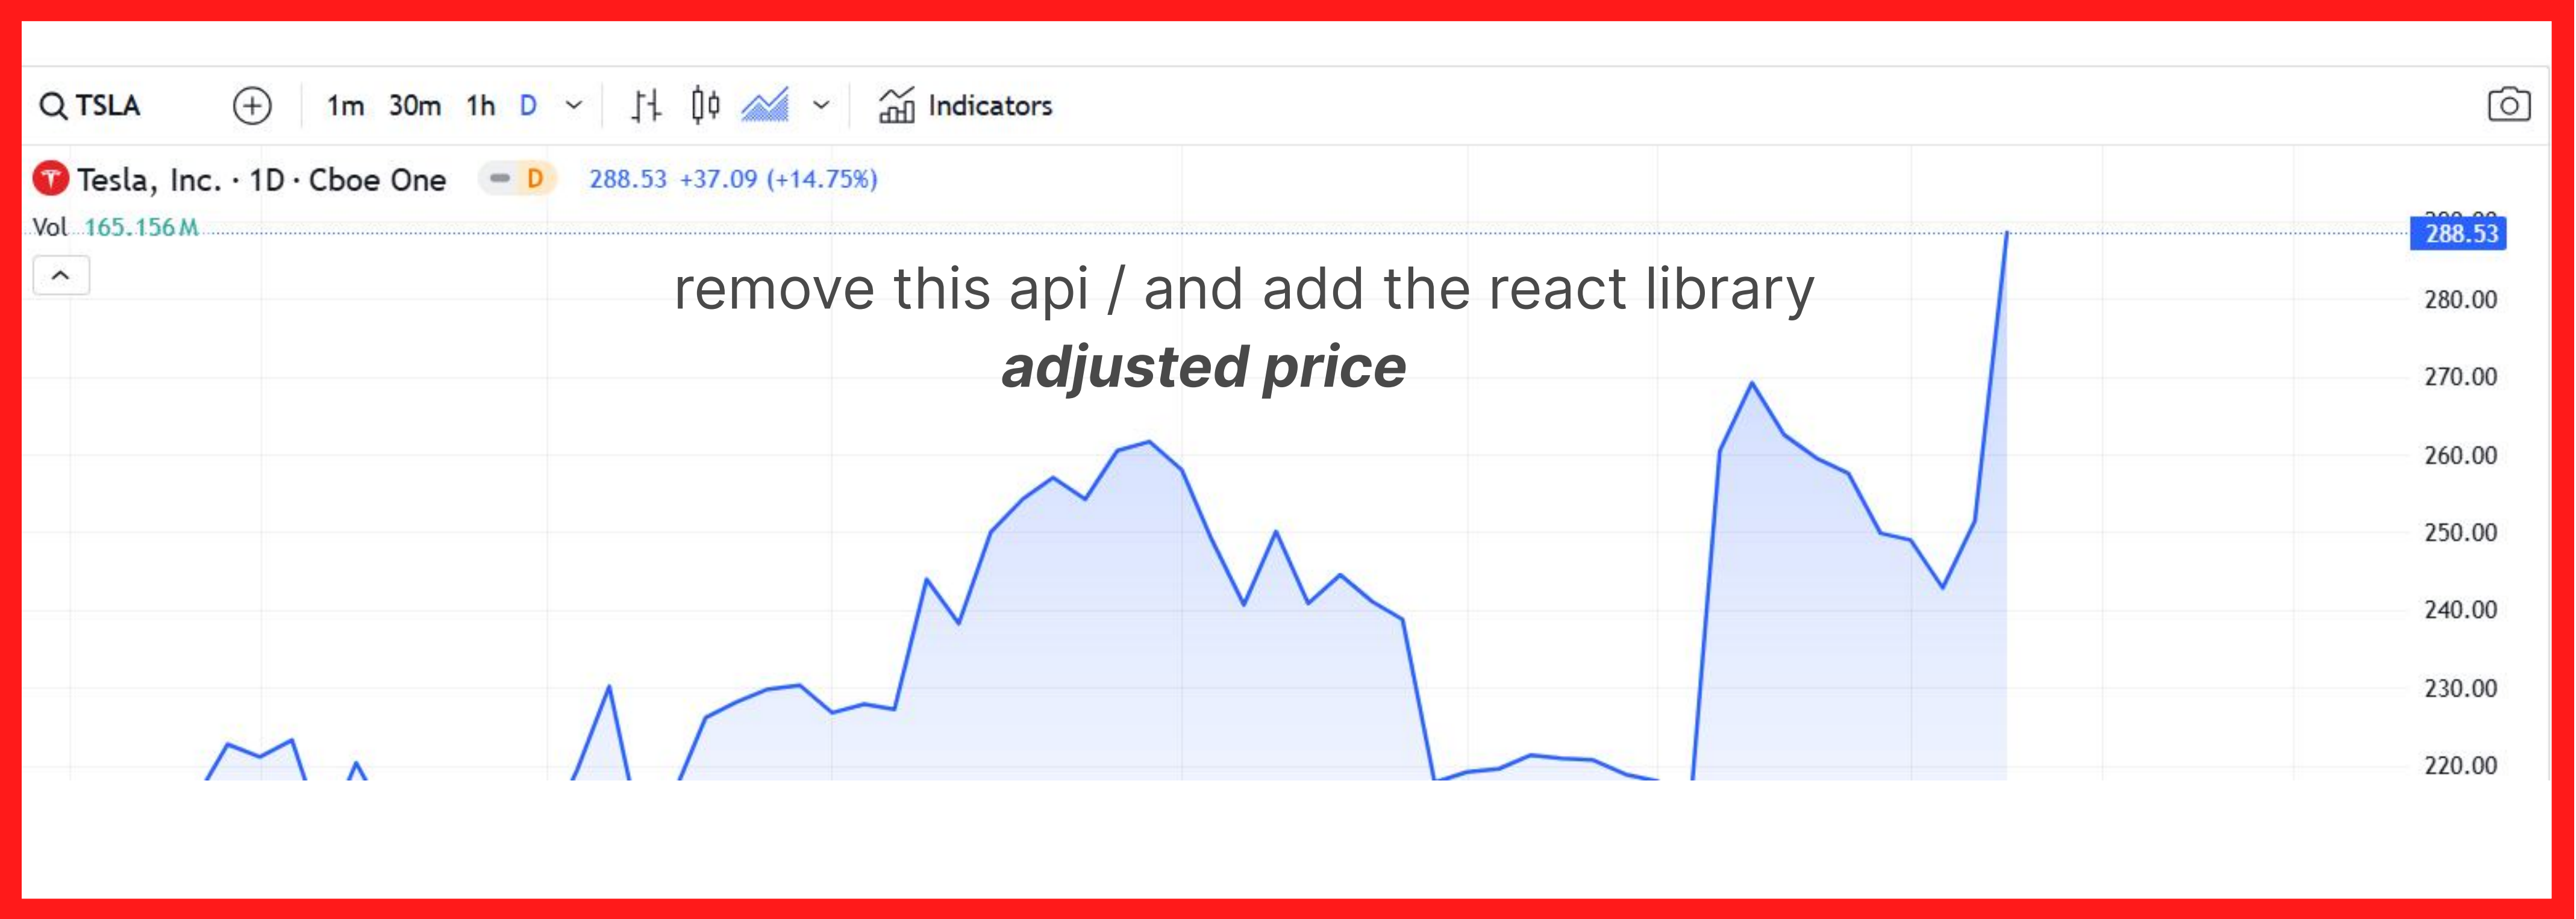 TSLA 1m 30m 1h D Indicators
Tesla, Inc. · 1D · Cboe One D 288.53 +37.09 (+14.75%)
Vol 165.156M
288.53
remove this api / and add the react library
adjusted price
280.00
270.00
260.00
250.00
240.00
230.00
220.00